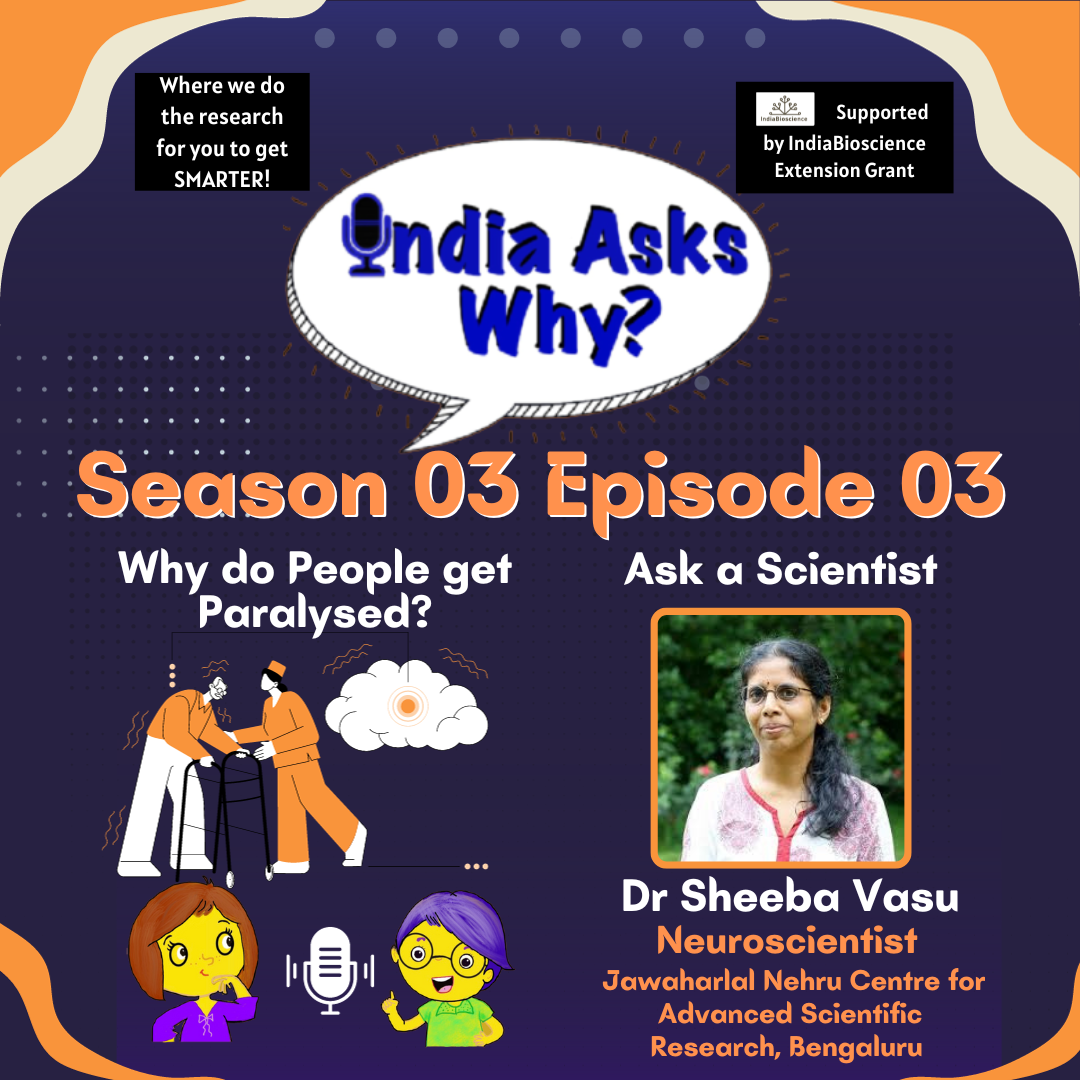 Where we do
the research
for you to get
SMARTER!
IndiaBioscience
Supported
by IndiaBioscience
Extension Grant
India Asks
Why?
Season 03 Episode 03
Why do People get
Paralysed?
Ask a Scientist
Dr Sheeba Vasu
Neuroscientist
Jawaharlal Nehru Centre for
Advanced Scientific
Research, Bengaluru